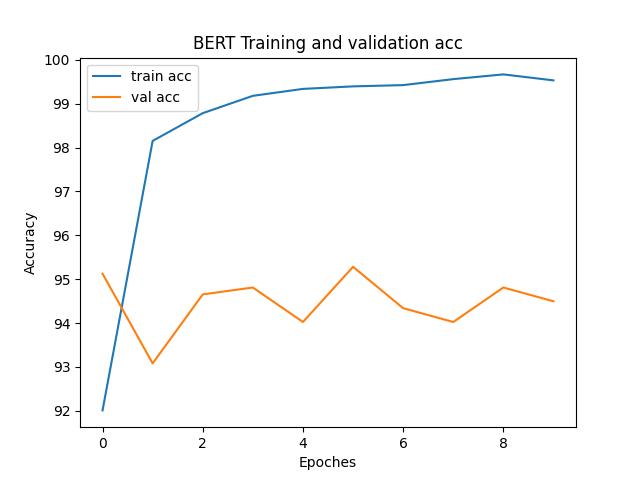 BERT Training and validation acc
train acc
val acc
100
99
98
97
96
95
94
93
92
Accuracy
0 2 4 6 8
Epoches